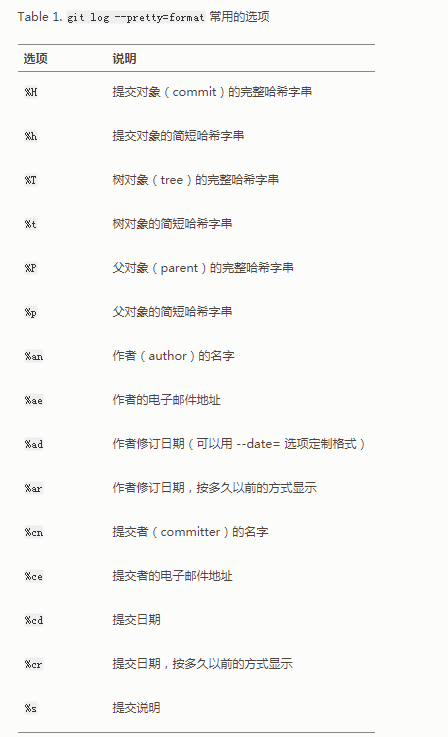 Table 1. git log --pretty=format 常用的选项
选项 说明
%H 提交对象（commit）的完整哈希字串
%h 提交对象的简短哈希字串
%T 树对象（tree）的完整哈希字串
%t 树对象的简短哈希字串
%P 父对象（parent）的完整哈希字串
%p 父对象的简短哈希字串
%an 作者（author）的名字
%ae 作者的电子邮件地址
%ad 作者修订日期（可以用 --date= 选项定制格式）
%ar 作者修订日期，按多久以前的方式显示
%cn 提交者（committer）的名字
%ce 提交者的电子邮件地址
%cd 提交日期
%cr 提交日期，按多久以前的方式显示
%s 提交说明